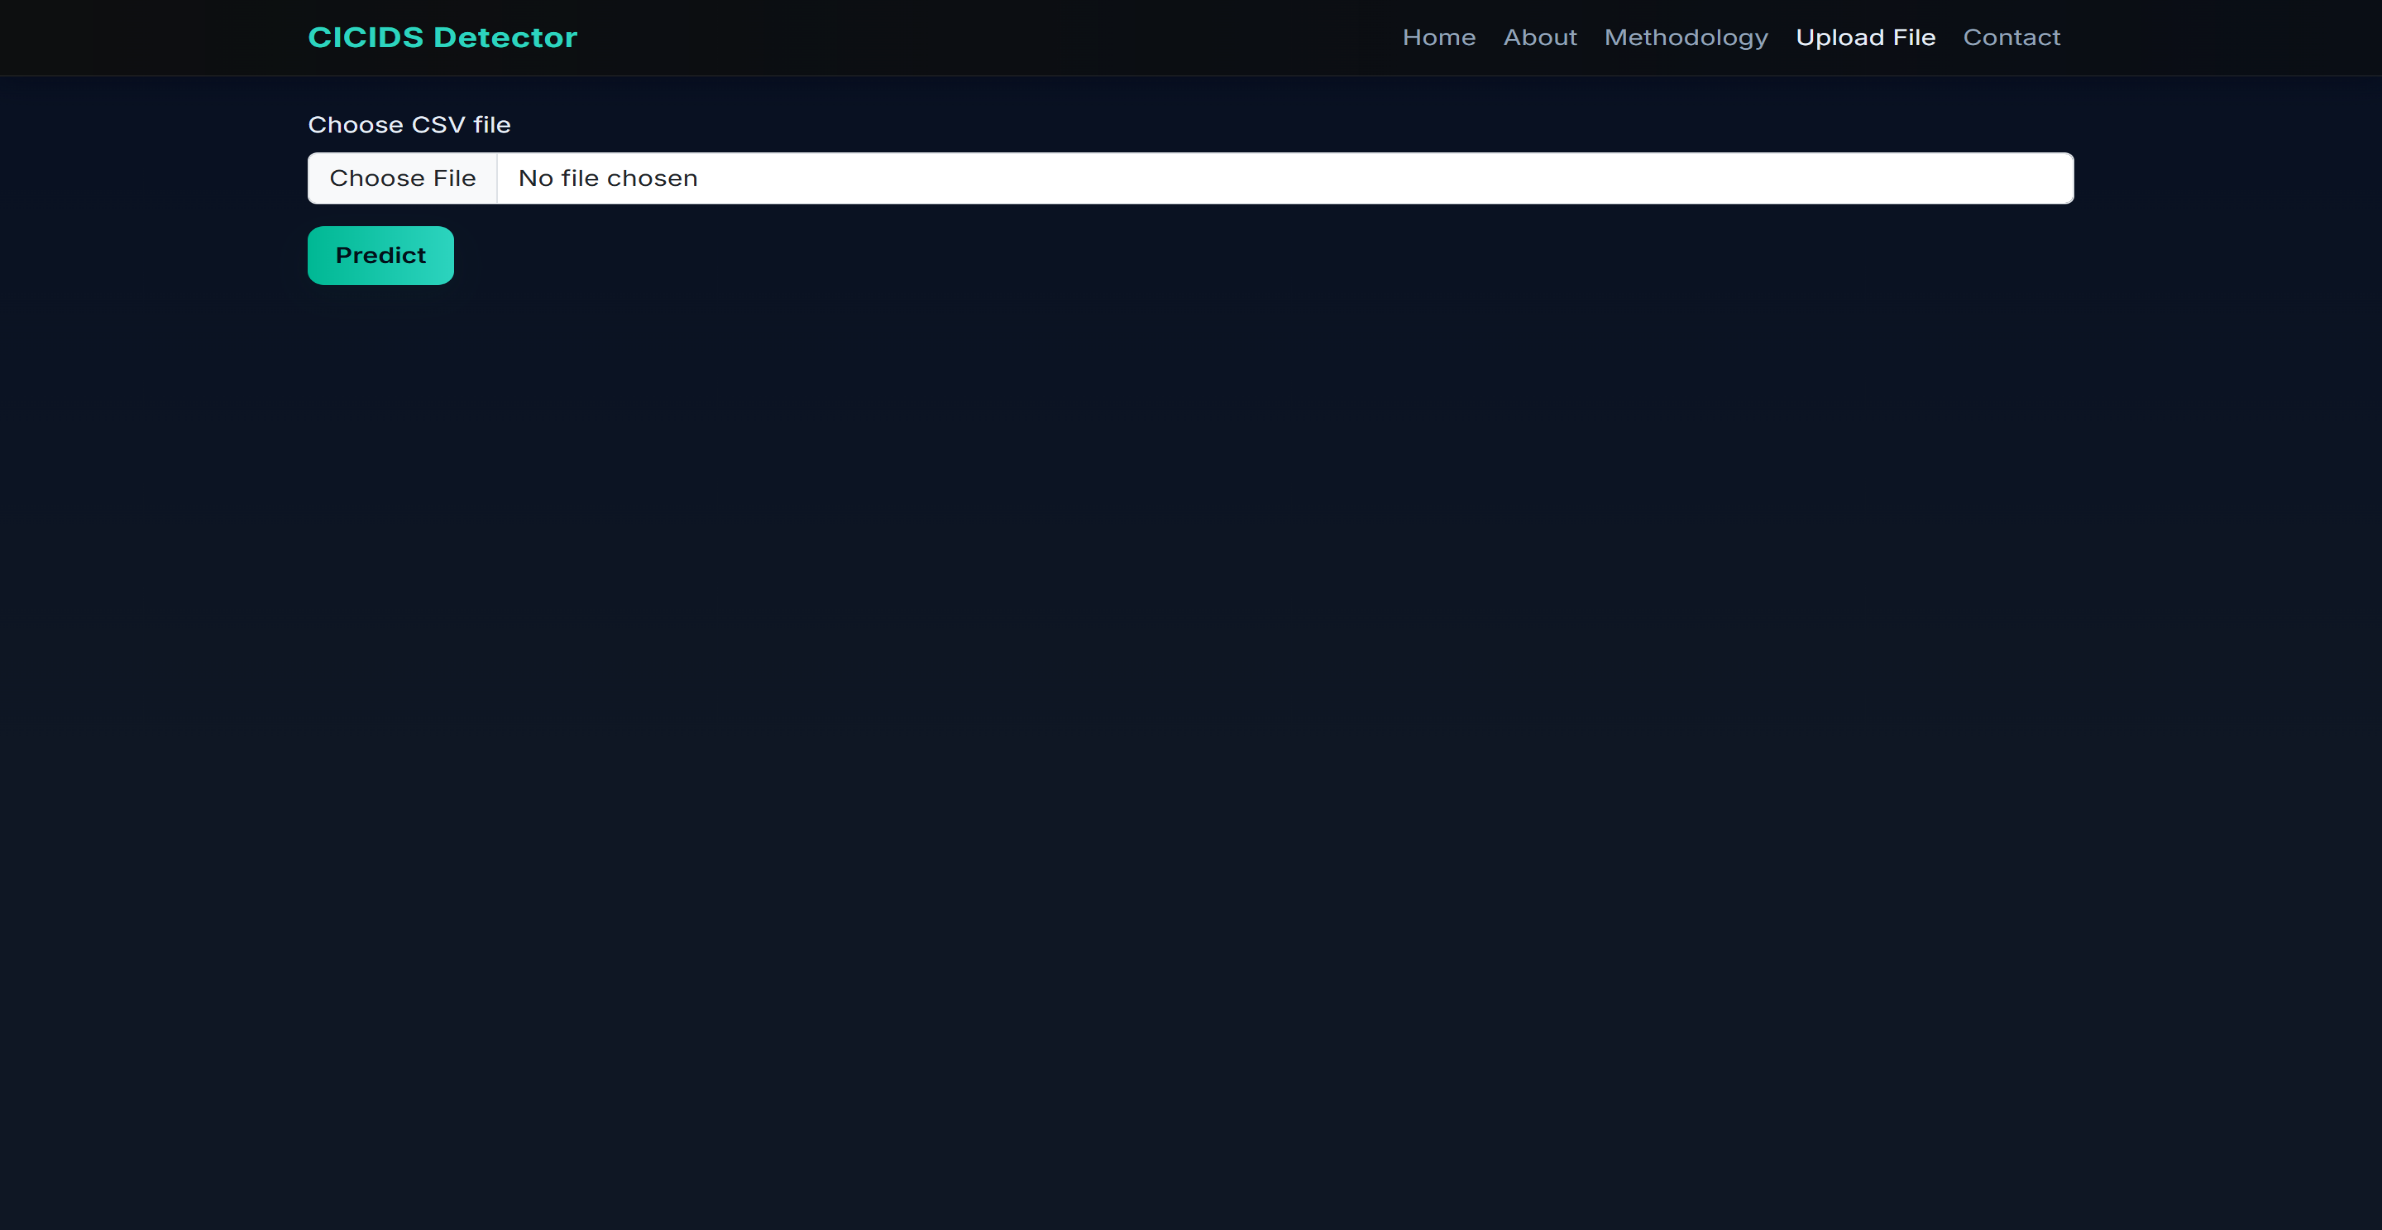 CICIDS Detector
Home About Methodology Upload File Contact
Choose CSV file
Choose File No file chosen
Predict